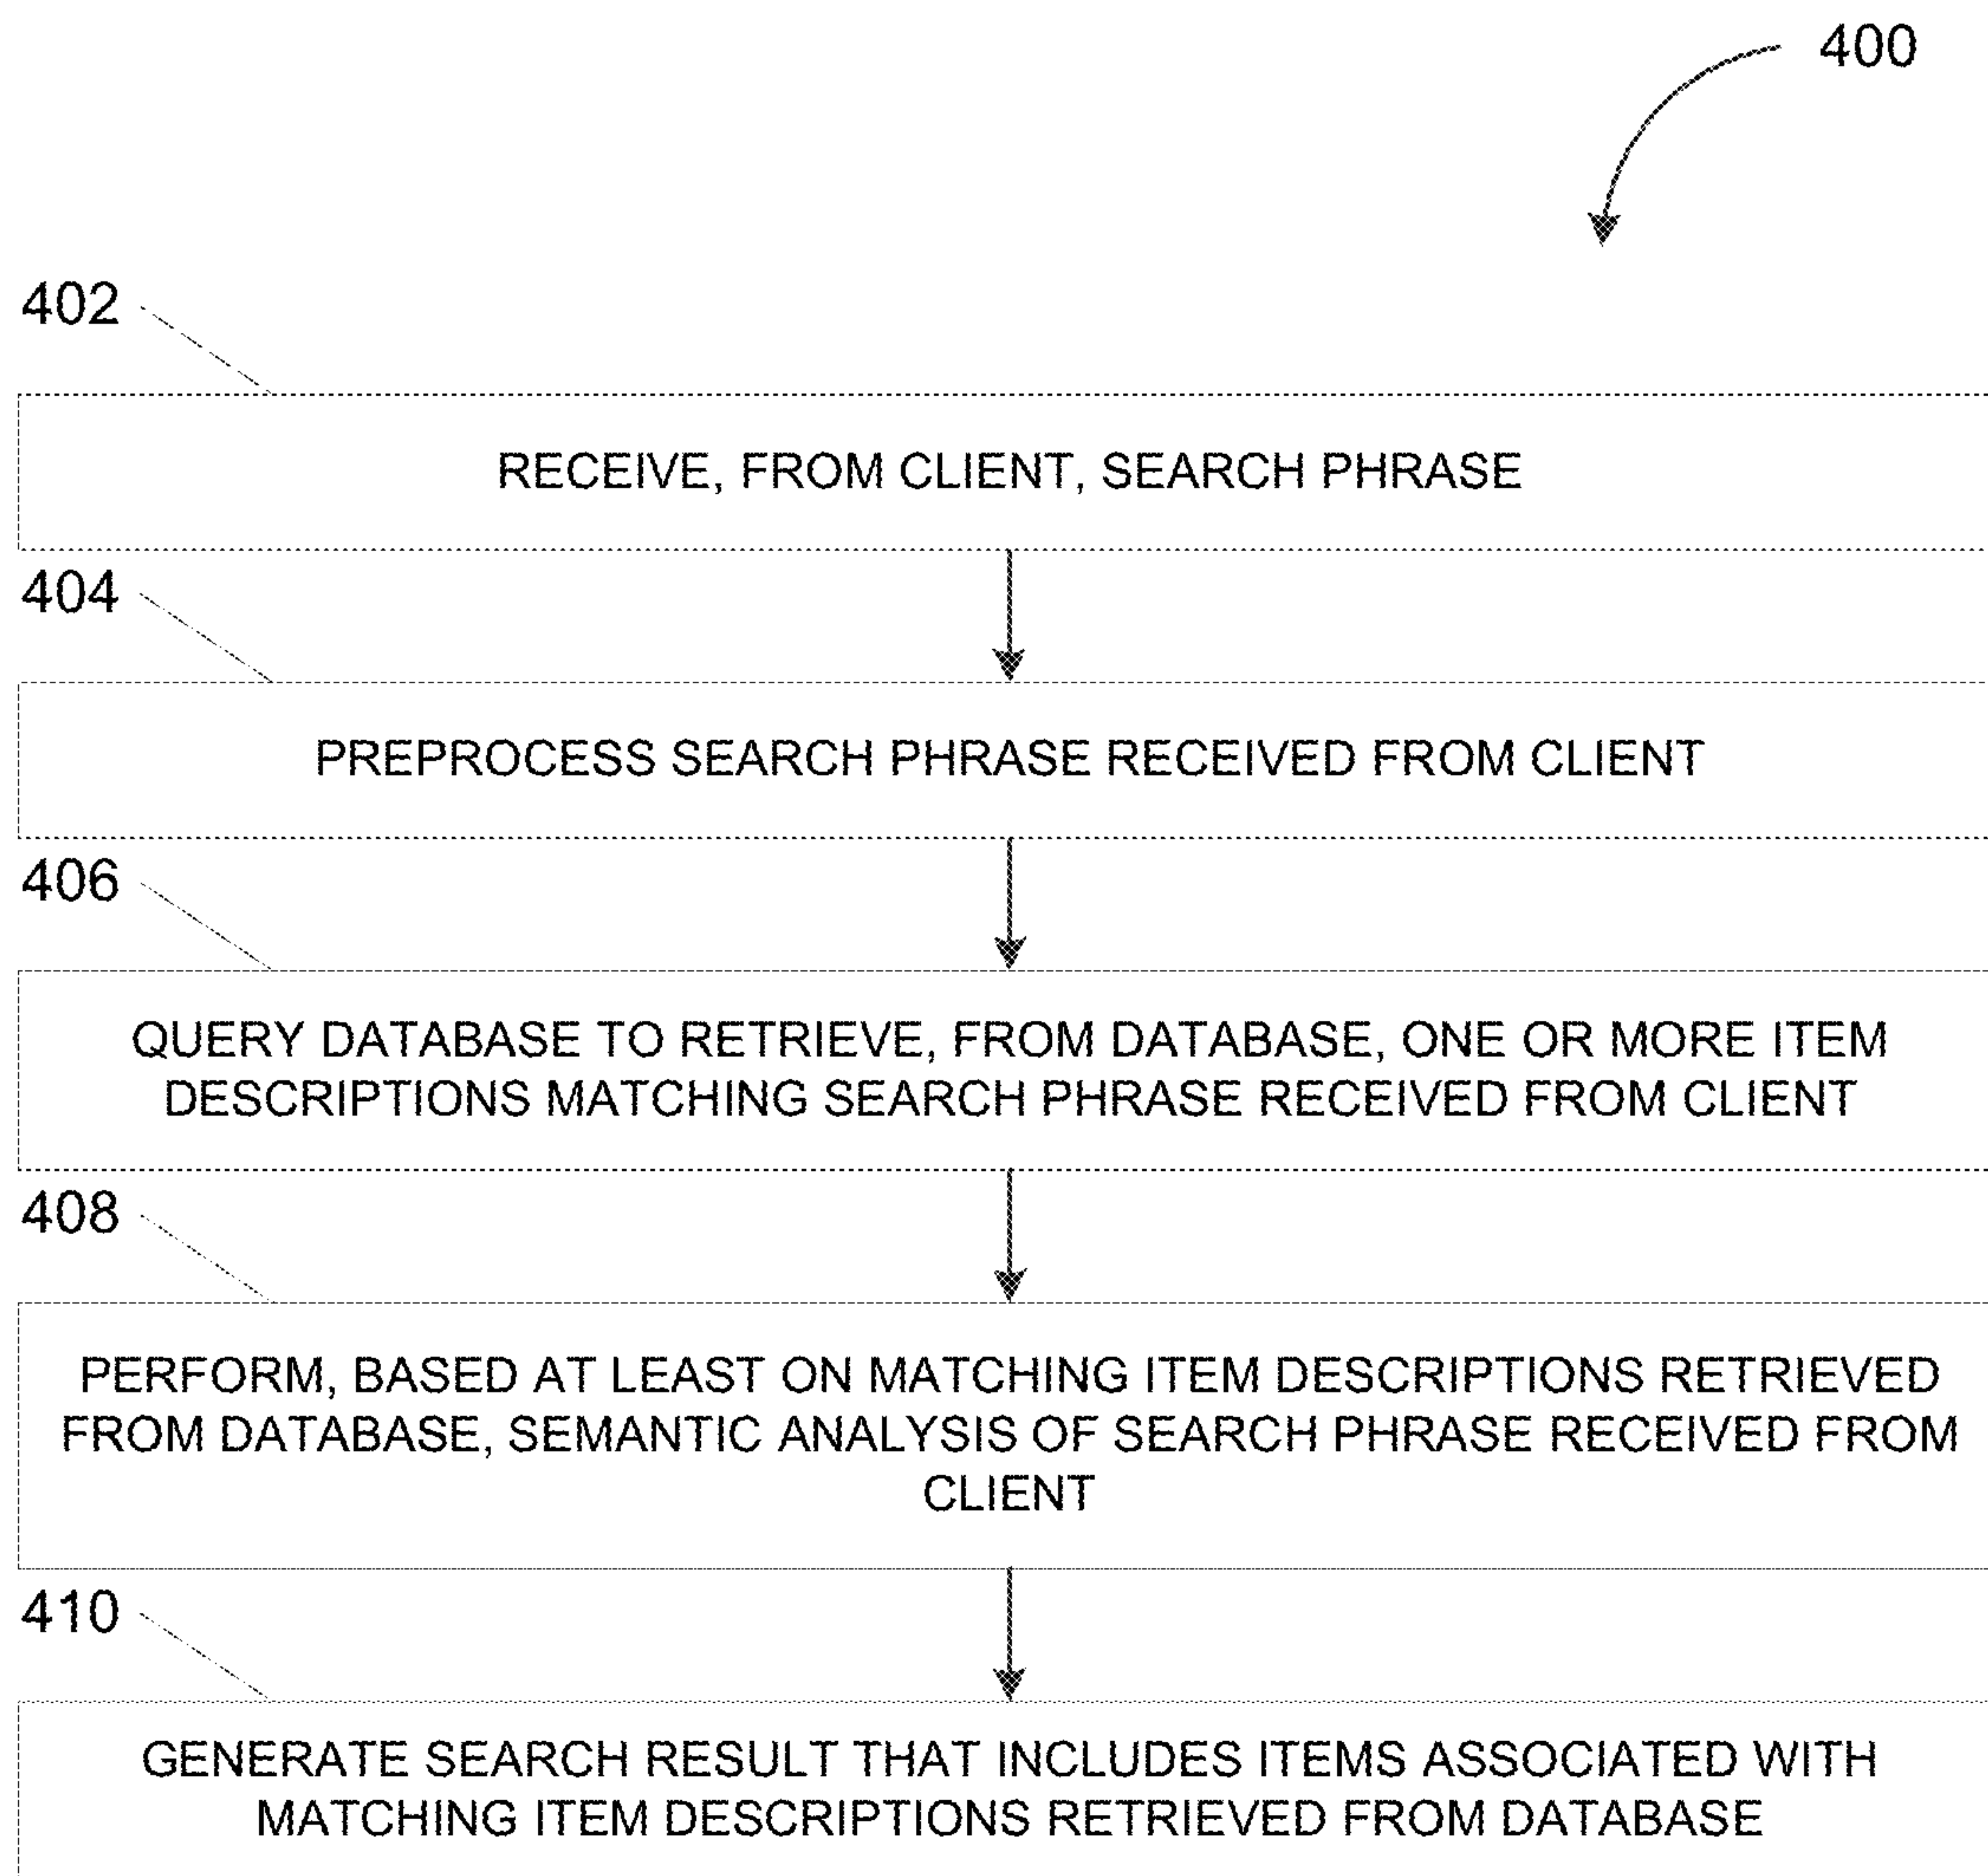 400
402
RECEIVE, FROM CLIENT, SEARCH PHRASE
404
PREPROCESS SEARCH PHRASE RECEIVED FROM CLIENT
406
QUERY DATABASE TO RETRIEVE, FROM DATABASE, ONE OR MORE ITEM
DESCRIPTIONS MATCHING SEARCH PHRASE RECEIVED FROM CLIENT
408
PERFORM, BASED AT LEAST ON MATCHING ITEM DESCRIPTIONS RETRIEVED
FROM DATABASE, SEMANTIC ANALYSIS OF SEARCH PHRASE RECEIVED FROM
CLIENT
410
GENERATE SEARCH RESULT THAT INCLUDES ITEMS ASSOCIATED WITH
MATCHING ITEM DESCRIPTIONS RETRIEVED FROM DATABASE